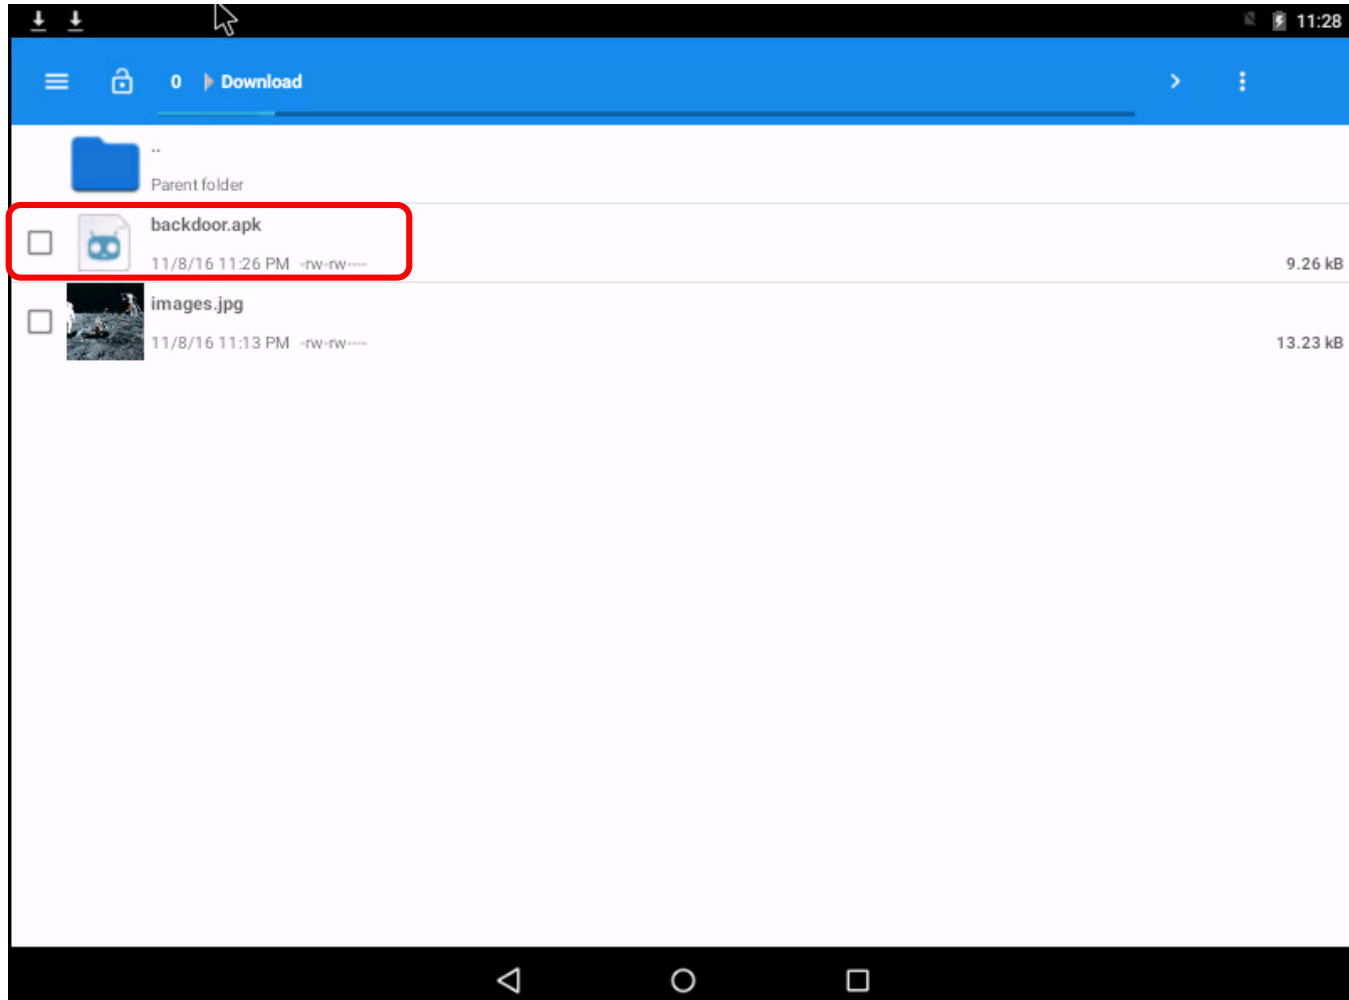 11:28
0 Download
..
Parent folder
backdoor.apk
11/8/16 11:26 PM -rw-rw----
9.26 kB
images.jpg
11/8/16 11:13 PM -rw-rw----
13.23 kB